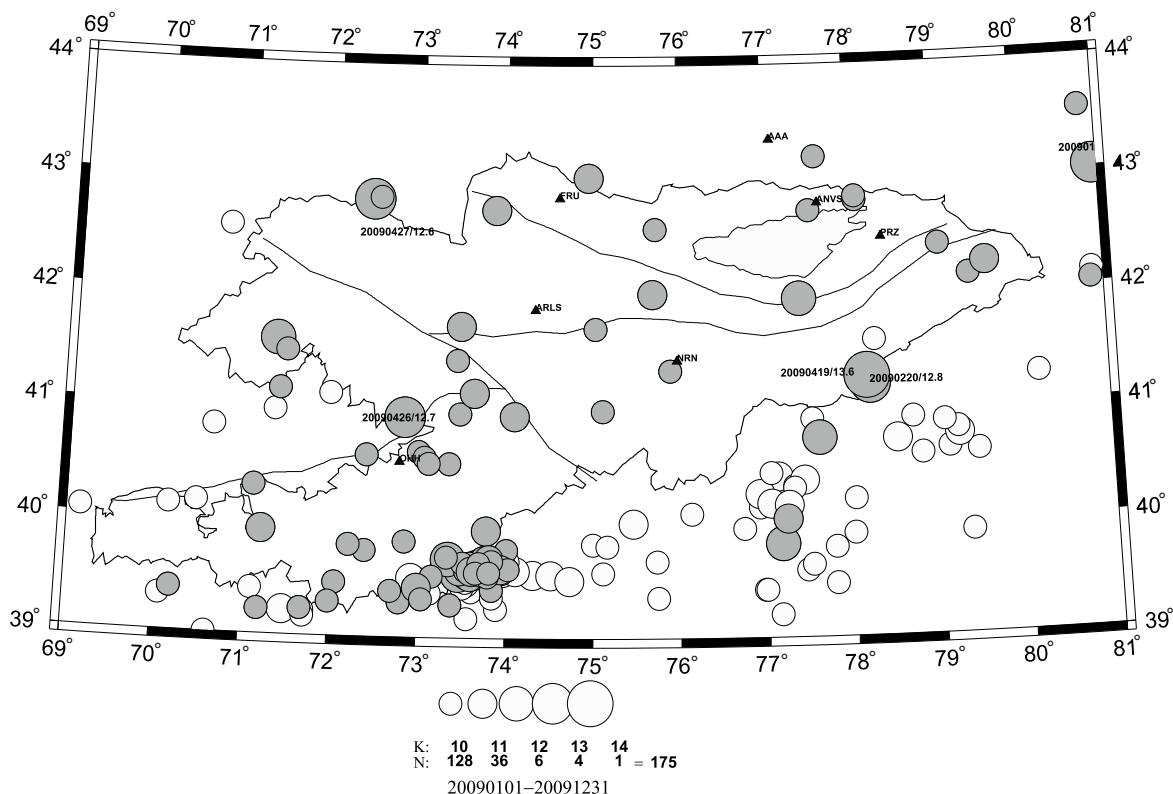 69° 70° 71° 72° 73° 74° 75° 76° 77° 78° 79° 80° 81°
44° 44°
AAA
200901
43° 43°
FRU
ANVS
PRZ
20090427/12.6
42° 42°
ARLS
NRN
20090419/13.6
20090220/12.8
41° 41°
20090426/12.7
OHH
40° 40°
39° 39°
69° 70° 71° 72° 73° 74° 75° 76° 77° 78° 79° 80° 81°
K: 10 11 12 13 14
N: 128 36 6 4 1 = 175
20090101–20091231